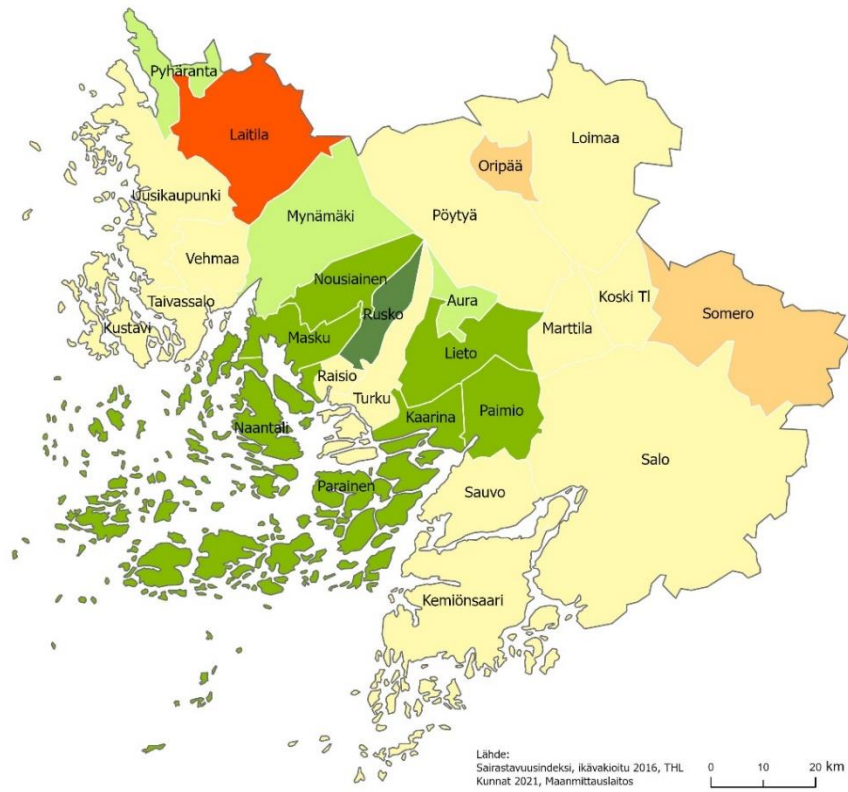 Pyhäranta
Laitila
Loimaa
Oripää
Uusikaupunki
Mynämäki
Pöytyä
Vehmaa
Nousiainen
Taivassalo
Aura
Koski Tl
Kustavi
Rusko
Somero
Masku
Marttila
Lieto
Raisio
Turku
Kaarina
Paimio
Naantali
Salo
Parainen
Sauvo
Kemiönsaari
Lähde:
Sairastavuusindeksi, ikävakioitu 2016, THL
Kunnat 2021, Maanmittauslaitos
0 10 20 km